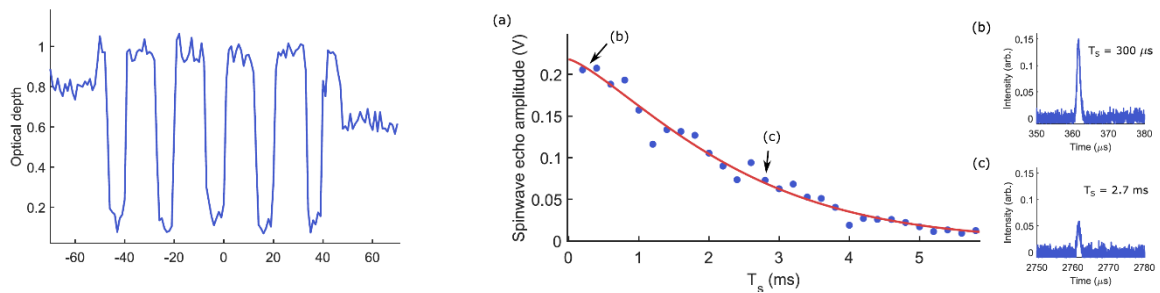 Optical depth
1
0.8
0.6
0.4
0.2
-60
-40
-20
0
20
40
60
(a)
Spinwave echo amplitude (V)
0.2
0.15
0.1
0.05
0
0
1
2
3
4
5
T_s (ms)
(b)
(c)
(b)
T_S = 300 μs
Intensity (arb.)
0.15
0.1
0.05
0
350
360
370
380
Time (μs)
(c)
T_S = 2.7 ms
Intensity (arb.)
0.15
0.1
0.05
0
2750
2760
2770
2780
Time (μs)